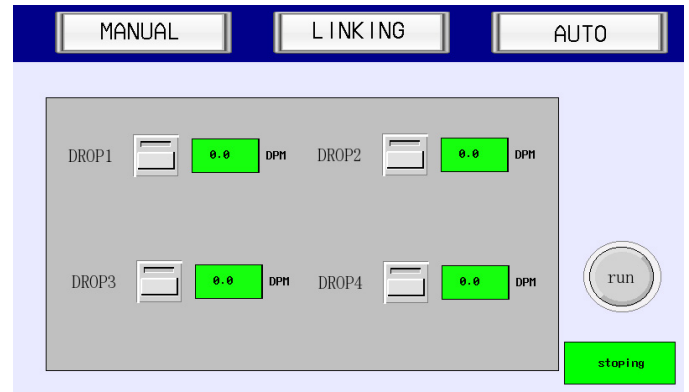 MANUAL LINKING AUTO
DROP1 0.0 DPM DROP2 0.0 DPM
DROP3 0.0 DPM DROP4 0.0 DPM
run
stoping